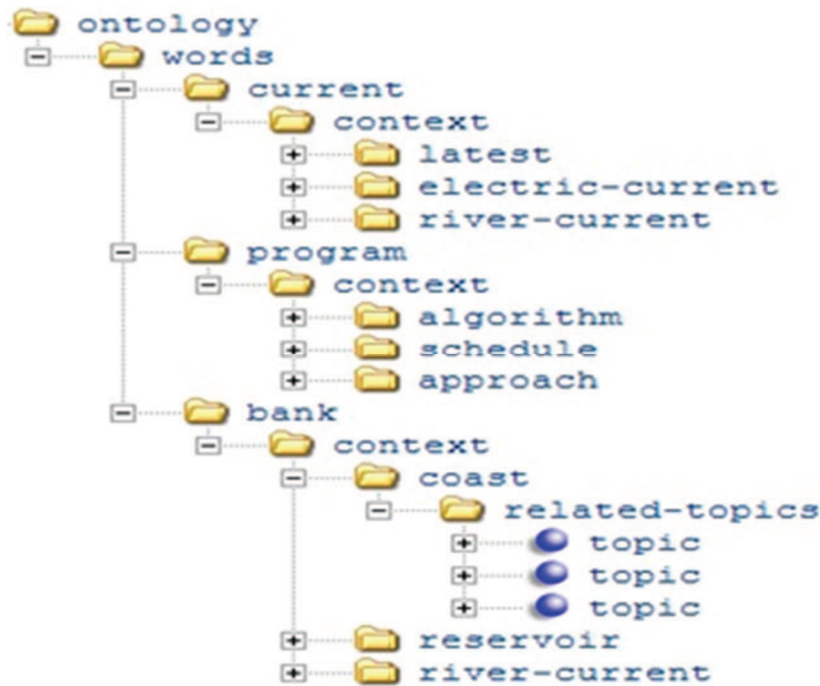 ontology
words
current
context
latest
electric-current
river-current
program
context
algorithm
schedule
approach
bank
context
coast
related-topics
topic
topic
topic
reservoir
river-current